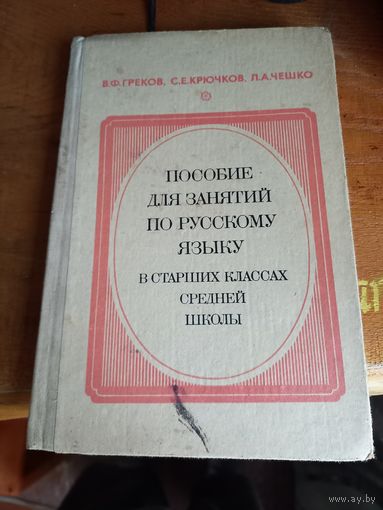 В.Ф.ГРЕКОВ, С.Е.КРЮЧКОВ, Л.А.ЧЕШКО
ПОСОБИЕ
ДЛЯ ЗАНЯТИЙ
ПО РУССКОМУ
ЯЗЫКУ
В СТАРШИХ КЛАССАХ
СРЕДНЕЙ
ШКОЛЫ
www.ay.by